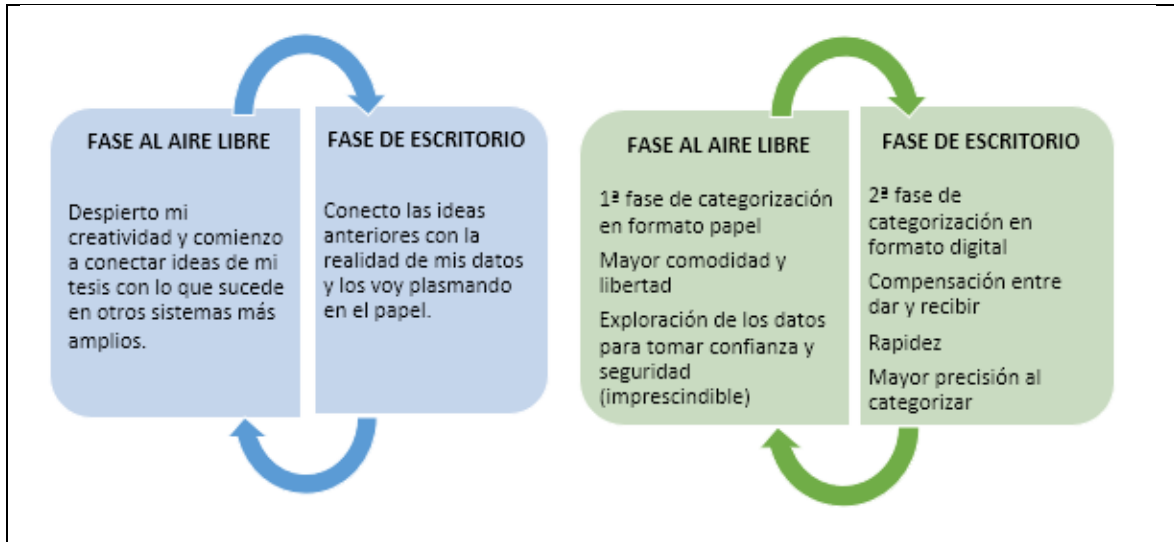 FASE AL AIRE LIBRE
Despierto mi
creatividad y comienzo
a conectar ideas de mi
tesis con lo que sucede
en otros sistemas más
amplios.
FASE DE ESCRITORIO
Conecto las ideas
anteriores con la
realidad de mis datos
y los voy plasmando
en el papel.
FASE AL AIRE LIBRE
1ª fase de categorización
en formato papel
Mayor comodidad y
libertad
Exploración de los datos
para tomar confianza y
seguridad
(imprescindible)
FASE DE ESCRITORIO
2ª fase de
categorización en
formato digital
Compensación entre
dar y recibir
Rapidez
Mayor precisión al
categorizar